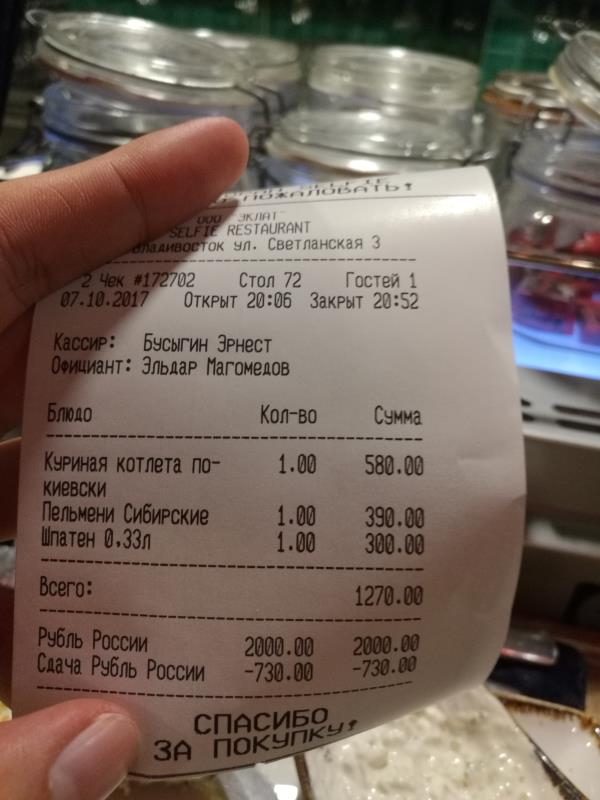 ПОЖАЛОВАТЬ!
ООО ЭКЛАТ
SELFIE RESTAURANT
Владивосток ул. Светланская 3
2 Чек #172702 Стол 72 Гостей 1
07.10.2017 Открыт 20:06 Закрыт 20:52
Кассир: Бусыгин Эрнест
Официант: Эльдар Магомедов
Блюдо Кол-во Сумма
Куриная котлета по- 1.00 580.00
киевски
Пельмени Сибирские 1.00 390.00
Шпатен 0.33л 1.00 300.00
Всего: 1270.00
Рубль России 2000.00 2000.00
Сдача Рубль России -730.00 -730.00
СПАСИБО
ЗА ПОКУПКУ!